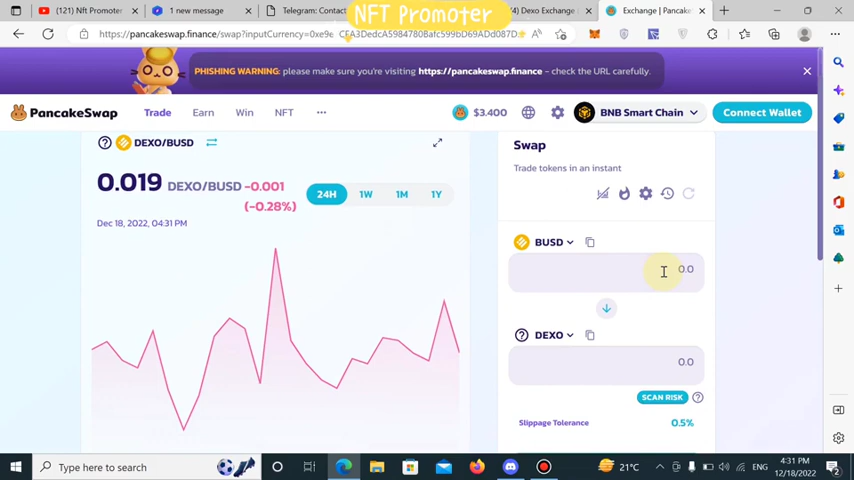 NFT Promoter
(121) Nft Promoter
1 new message
Telegram: Contact
(4) Dexo Exchange
Exchange | Pancakes
https://pancakeswap.finance/swap?inputCurrency=0xe9e
CFA3DedcA5984780Bafc599bD69ADd087D
PHISHING WARNING: please make sure you're visiting https://pancakeswap.finance - check the URL carefully.
PancakeSwap
Trade
Earn
Win
NFT
$3.400
BNB Smart Chain
Connect Wallet
DEXO/BUSD
0.019 DEXO/BUSD -0.001
(-0.28%)
24H
1W
1M
1Y
Dec 18, 2022, 04:31 PM
Swap
Trade tokens in an instant
BUSD
0.0
DEXO
0.0
SCAN RISK
Slippage Tolerance
0.5%
Type here to search
21°C
ENG
4:31 PM
12/18/2022
2